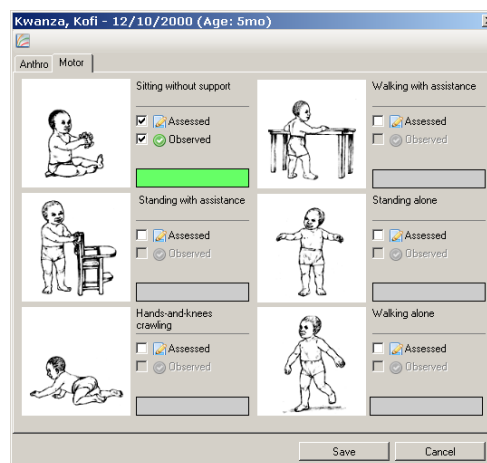 Kwanza, Kofi - 12/10/2000 (Age: 5mo)
Anthro Motor
Sitting without support
Assessed
Observed
Walking with assistance
Assessed
Observed
Standing with assistance
Assessed
Observed
Standing alone
Assessed
Observed
Hands-and-knees
crawling
Assessed
Observed
Walking alone
Assessed
Observed
Save Cancel